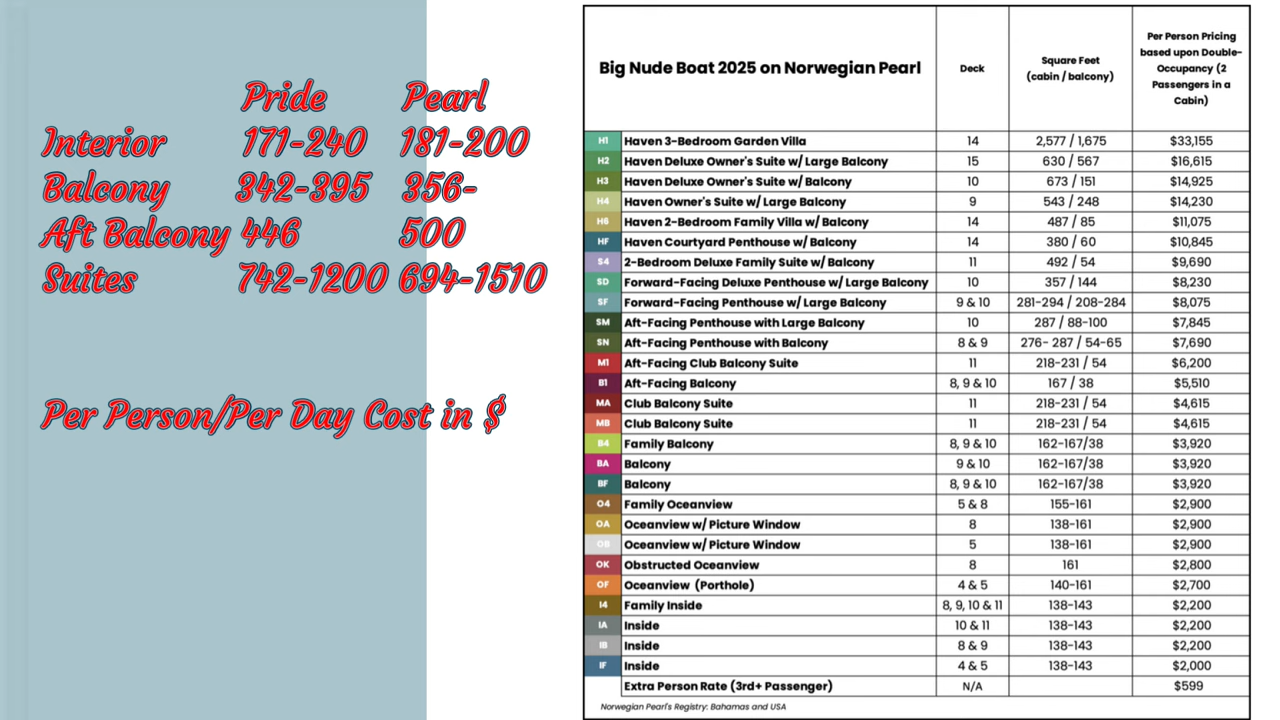 Pride Pearl
Interior 171-240 181-200
Balcony 342-395 356-
Aft Balcony 446 500
Suites 742-1200 694-1510
Per Person/Per Day Cost in $
Big Nude Boat 2025 on Norwegian Pearl
Deck
Square Feet
(cabin / balcony)
Per Person Pricing
based upon Double-
Occupancy (2
Passengers in a
Cabin)
H1 Haven 3-Bedroom Garden Villa 14 2,577 / 1,675 $33,155
H2 Haven Deluxe Owner's Suite w/ Large Balcony 15 630 / 567 $16,615
H3 Haven Deluxe Owner's Suite w/ Balcony 10 673 / 151 $14,925
H4 Haven Owner's Suite w/ Large Balcony 9 543 / 248 $14,230
H6 Haven 2-Bedroom Family Villa w/ Balcony 14 487 / 85 $11,075
HF Haven Courtyard Penthouse w/ Balcony 14 380 / 60 $10,845
S4 2-Bedroom Deluxe Family Suite w/ Balcony 11 492 / 54 $9,690
SD Forward-Facing Deluxe Penthouse w/ Large Balcony 10 357 / 144 $8,230
SF Forward-Facing Penthouse w/ Large Balcony 9 & 10 281-294 / 208-284 $8,075
SM Aft-Facing Penthouse with Large Balcony 10 287 / 88-100 $7,845
SN Aft-Facing Penthouse with Balcony 8 & 9 276- 287 / 54-65 $7,690
M1 Aft-Facing Club Balcony Suite 11 218-231 / 54 $6,200
B1 Aft-Facing Balcony 8, 9 & 10 167 / 38 $5,510
MA Club Balcony Suite 11 218-231 / 54 $4,615
MB Club Balcony Suite 11 218-231 / 54 $4,615
B4 Family Balcony 8, 9 & 10 162-167/38 $3,920
BA Balcony 9 & 10 162-167/38 $3,920
BF Balcony 8, 9 & 10 162-167/38 $3,920
O4 Family Oceanview 5 & 8 155-161 $2,900
OA Oceanview w/ Picture Window 8 138-161 $2,900
OB Oceanview w/ Picture Window 5 138-161 $2,900
OK Obstructed Oceanview 8 161 $2,800
OF Oceanview (Porthole) 4 & 5 140-161 $2,700
I4 Family Inside 8, 9, 10 & 11 138-143 $2,200
IA Inside 10 & 11 138-143 $2,200
IB Inside 8 & 9 138-143 $2,200
IF Inside 4 & 5 138-143 $2,000
Extra Person Rate (3rd+ Passenger) N/A $599
Norwegian Pearl's Registry: Bahamas and USA